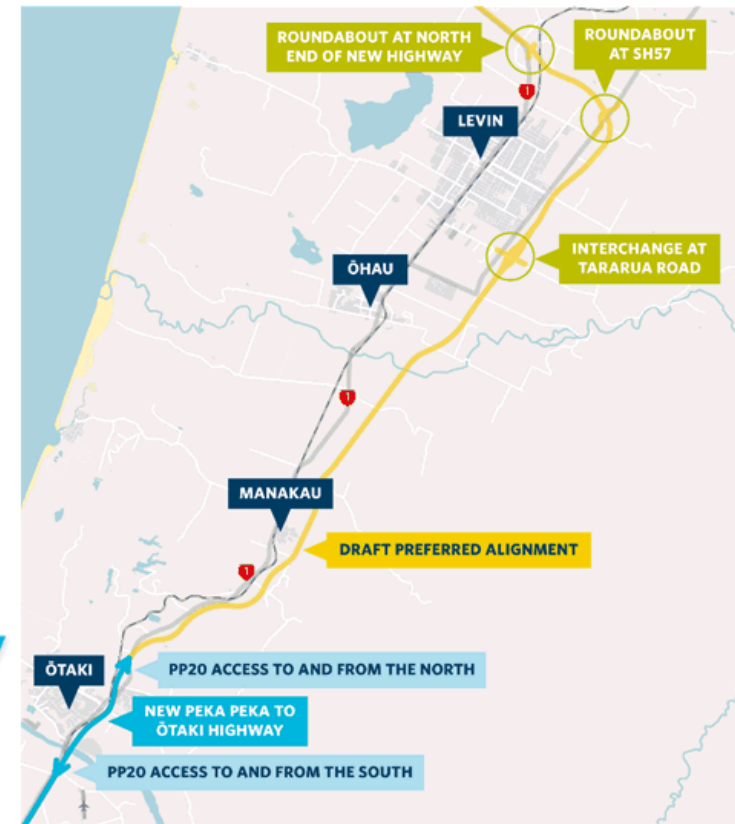 ROUNDABOUT AT NORTH
END OF NEW HIGHWAY
ROUNDABOUT
AT SH57
1
LEVIN
INTERCHANGE AT
TARARUA ROAD
ŌHAU
1
MANAKAU
DRAFT PREFERRED ALIGNMENT
1
ŌTAKI
PP20 ACCESS TO AND FROM THE NORTH
NEW PEKA PEKA TO
ŌTAKI HIGHWAY
PP20 ACCESS TO AND FROM THE SOUTH